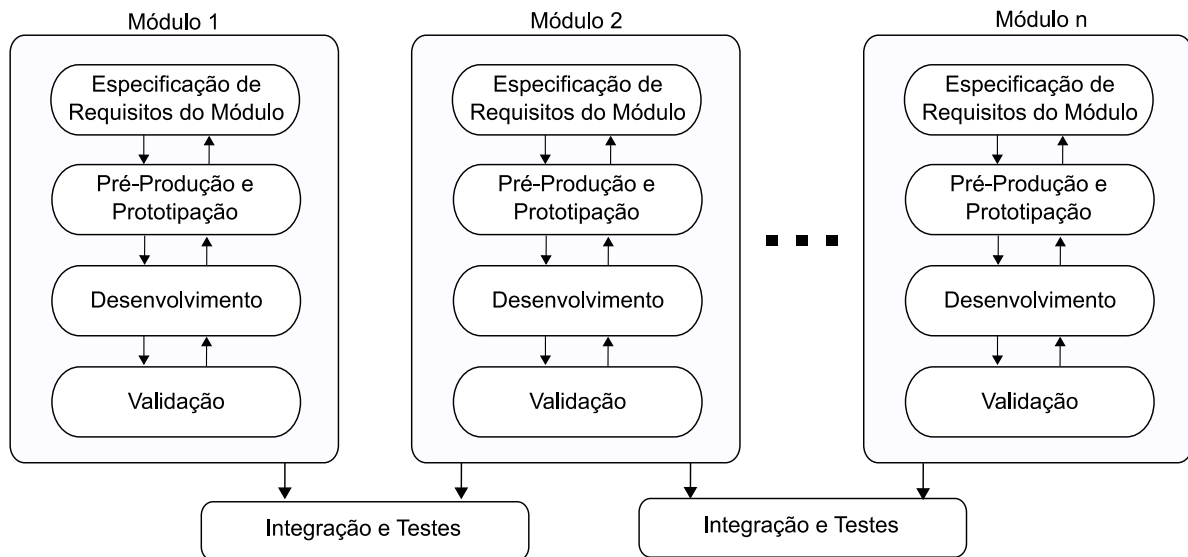 Módulo 1
Especificação de
Requisitos do Módulo
Pré-Produção e
Prototipação
Desenvolvimento
Validação
Módulo 2
Especificação de
Requisitos do Módulo
Pré-Produção e
Prototipação
Desenvolvimento
Validação
Módulo n
Especificação de
Requisitos do Módulo
Pré-Produção e
Prototipação
Desenvolvimento
Validação
Integração e Testes
Integração e Testes